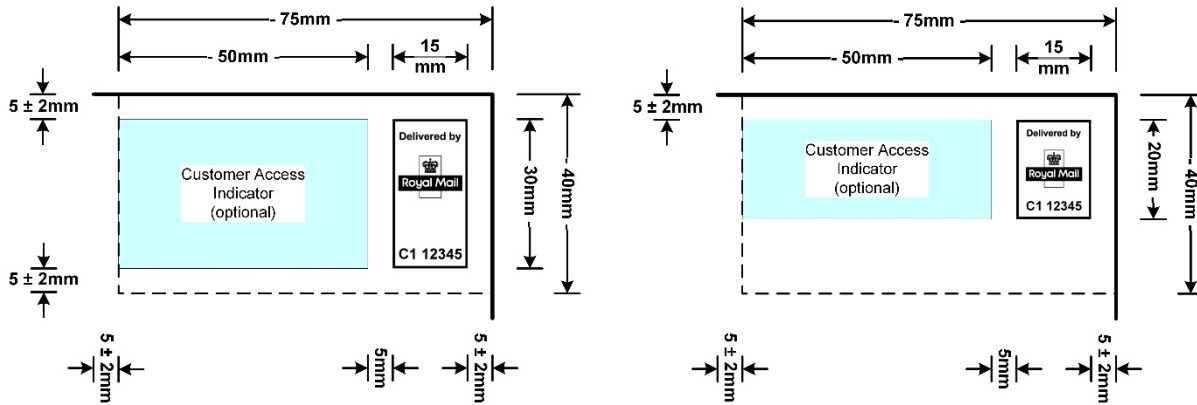 75mm
50mm
15
mm
5 ± 2mm
Delivered by
Royal Mail
C1 12345
Customer Access
Indicator
(optional)
30mm
40mm
5 ± 2mm
5 ± 2mm
5mm
5 ± 2mm
75mm
50mm
15
mm
5 ± 2mm
Delivered by
Royal Mail
C1 12345
Customer Access
Indicator
(optional)
20mm
40mm
5 ± 2mm
5mm
5 ± 2mm